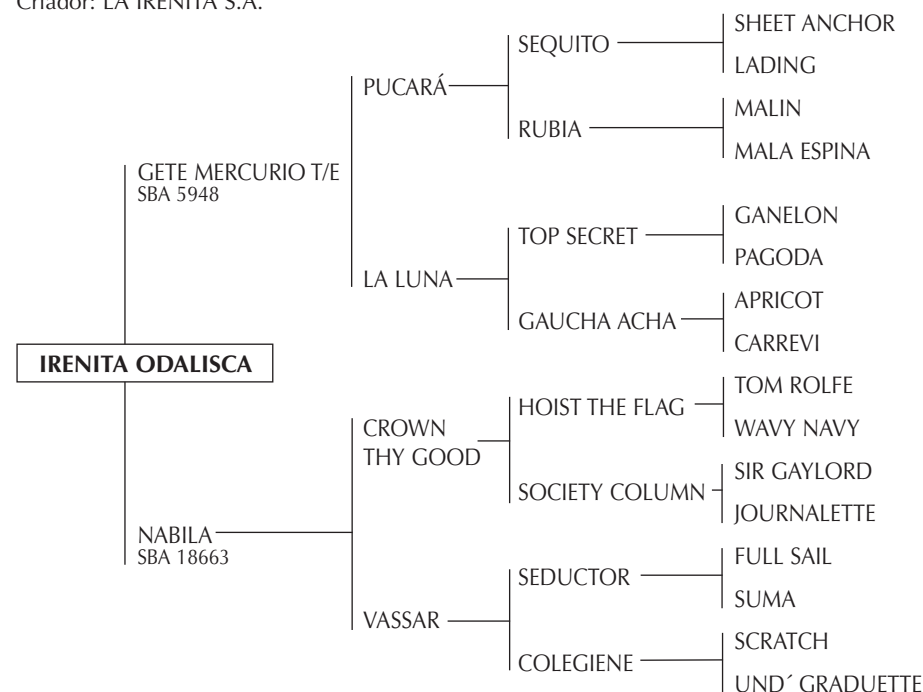 Criador: LA IRENITA S.A.
SHEET ANCHOR
SEQUITO
LADING
PUCARÁ
MALIN
RUBIA
MALA ESPINA
GETE MERCURIO T/E
SBA 5948
GANELON
TOP SECRET
PAGODA
LA LUNA
APRICOT
GAUCHA ACHA
CARREVI
IRENITA ODALISCA
TOM ROLFE
HOIST THE FLAG
WAVY NAVY
CROWN
THY GOOD
SIR GAYLORD
SOCIETY COLUMN
JOURNALETTE
NABILA
SBA 18663
FULL SAIL
SEDUCTOR
SUMA
VASSAR
SCRATCH
COLEGIENE
UND´ GRADUETTE